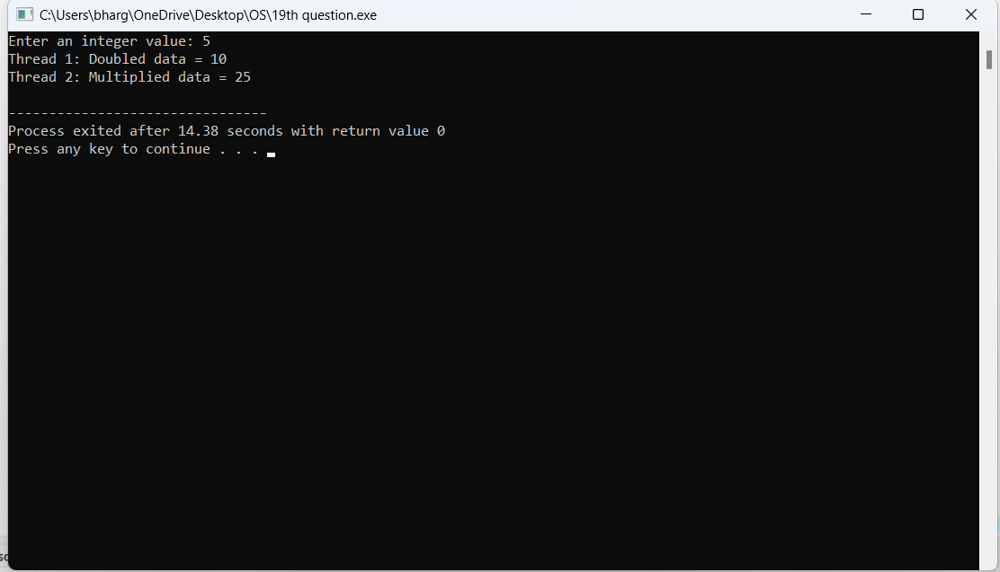 C:\Users\bharg\OneDrive\Desktop\OS\19th question.exe
Enter an integer value: 5
Thread 1: Doubled data = 10
Thread 2: Multiplied data = 25
--------------------------------
Process exited after 14.38 seconds with return value 0
Press any key to continue . . .